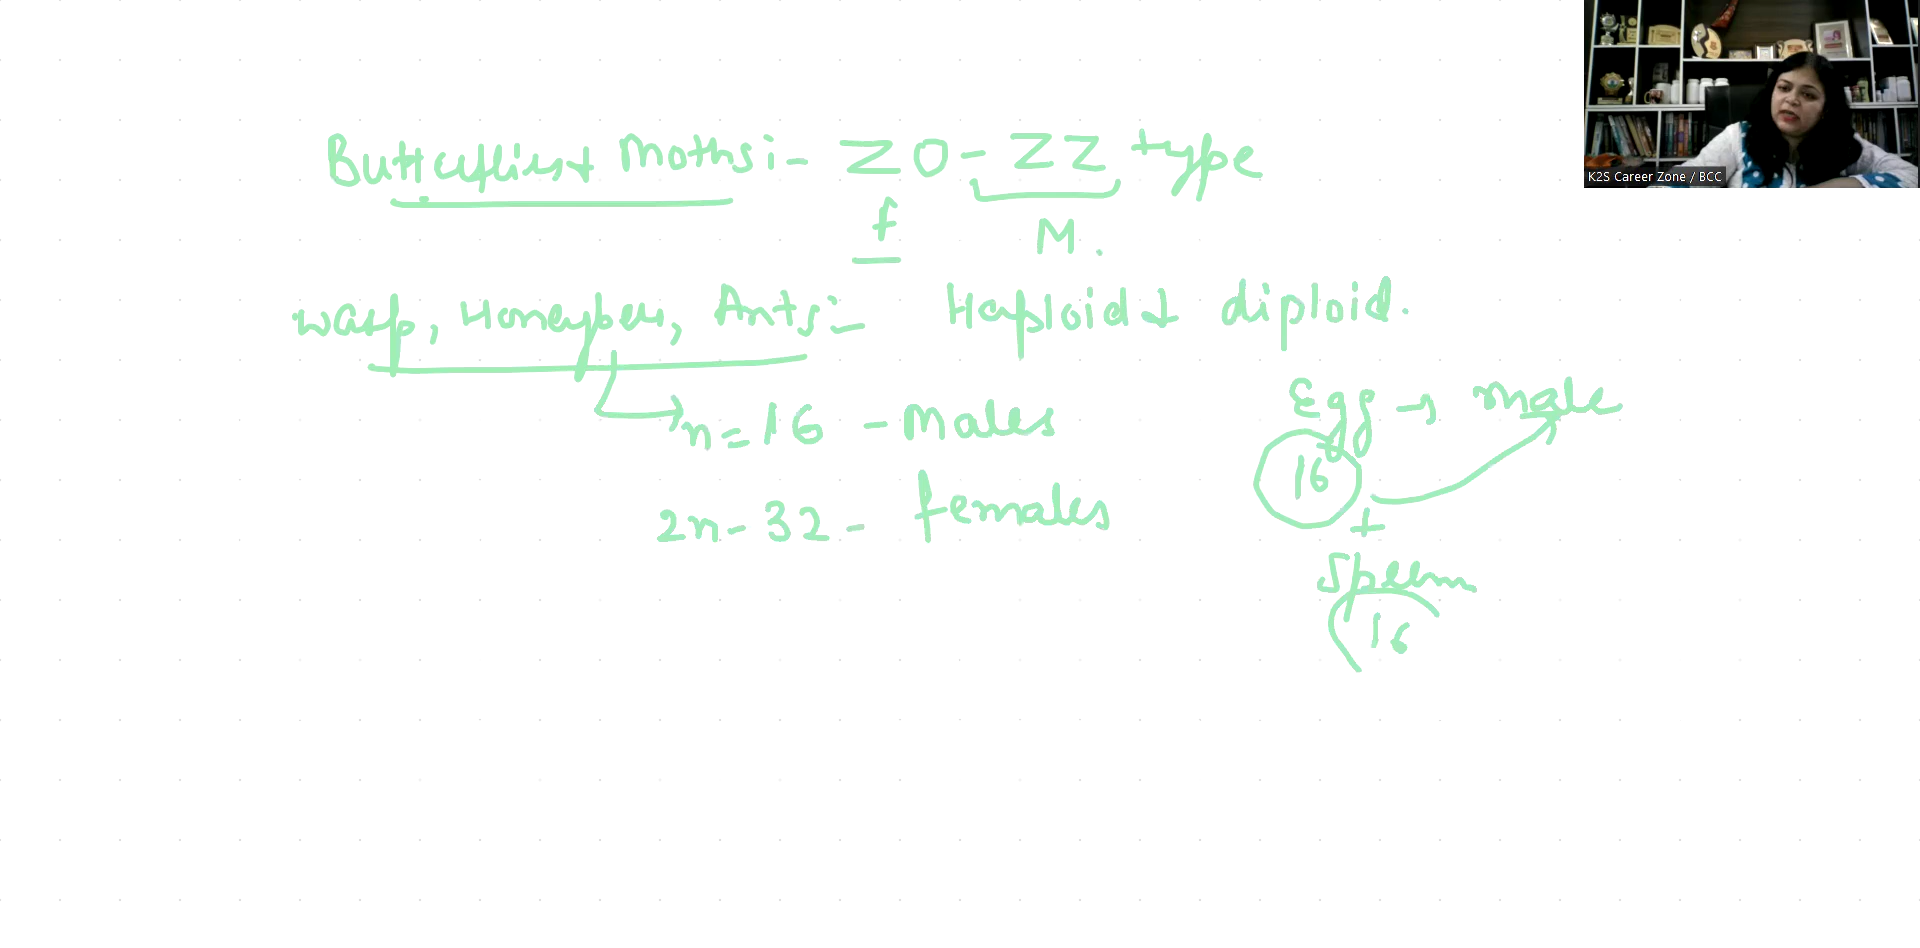 Butterflies & Moths :- ZO - ZZ type
f
M.
Wasp, Honeybee, Ants :- Haploid & diploid.
n = 16 - Males
2n - 32 - females
Egg → male
16
+
Sperm
16
K2S Career Zone / BCC